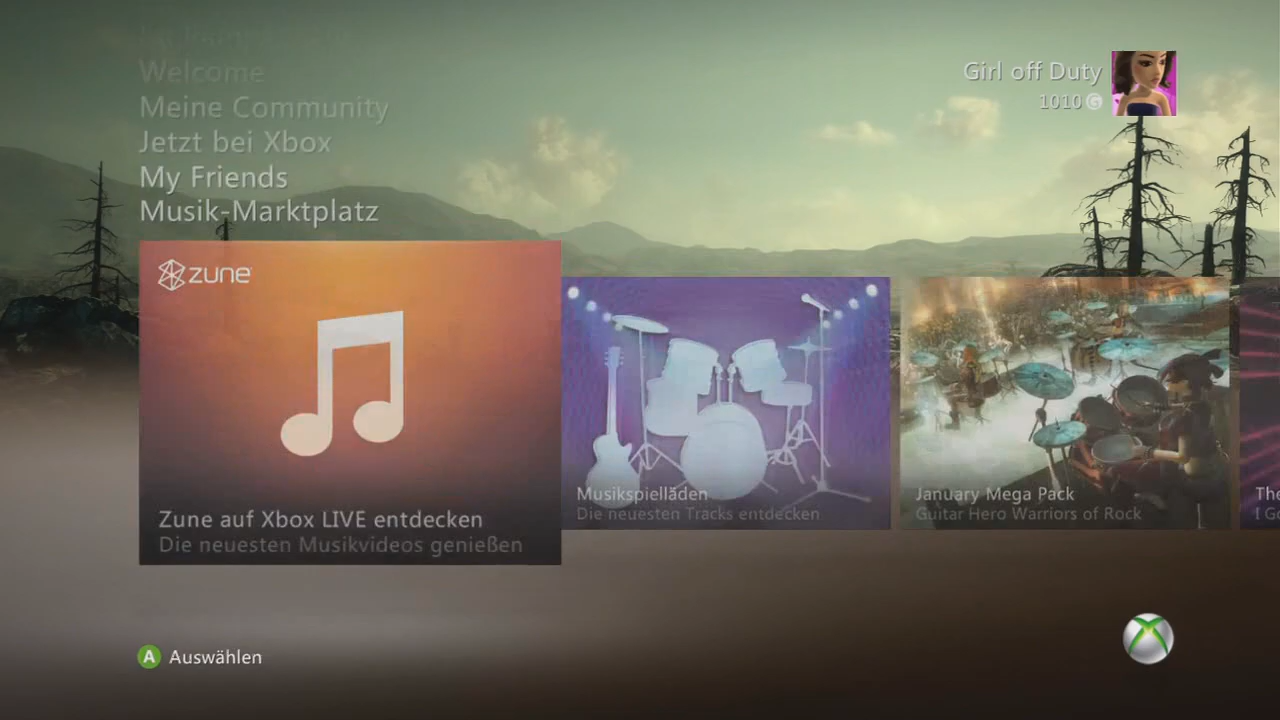 Welcome
Meine Community
Jetzt bei Xbox
My Friends
Musik-Marktplatz
Girl off Duty
1010 G
zune
Zune auf Xbox LIVE entdecken
Die neuesten Musikvideos genießen
Musikspielläden
Die neuesten Tracks entdecken
January Mega Pack
Guitar Hero Warriors of Rock
A Auswählen